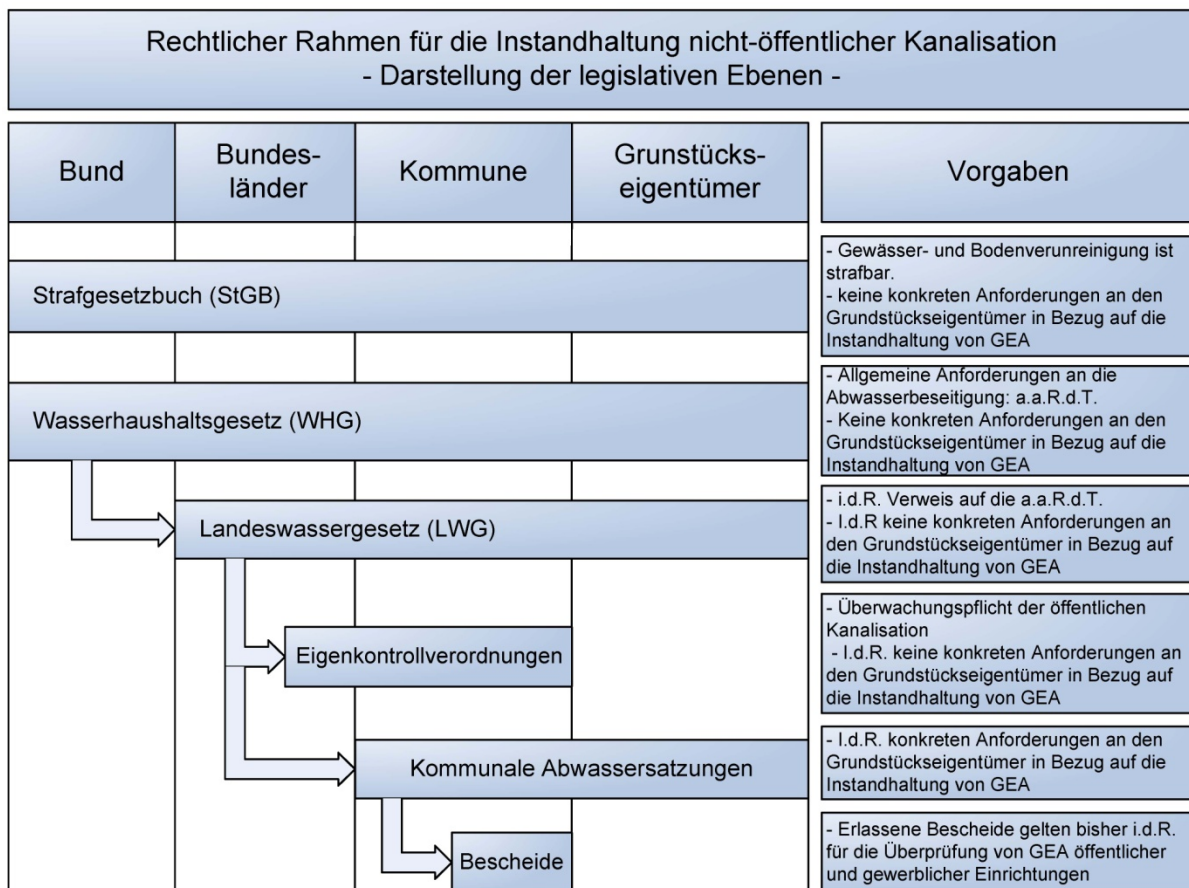 Rechtlicher Rahmen für die Instandhaltung nicht-öffentlicher Kanalisation
- Darstellung der legislativen Ebenen -
Bund
Bundes-
länder
Kommune
Grunstücks-
eigentümer
Vorgaben
Strafgesetzbuch (StGB)
- Gewässer- und Bodenverunreinigung ist
strafbar.
- keine konkreten Anforderungen an den
Grundstückseigentümer in Bezug auf die
Instandhaltung von GEA
Wasserhaushaltsgesetz (WHG)
- Allgemeine Anforderungen an die
Abwasserbeseitigung: a.a.R.d.T.
- Keine konkreten Anforderungen an den
Grundstückseigentümer in Bezug auf die
Instandhaltung von GEA
Landeswassergesetz (LWG)
- i.d.R. Verweis auf die a.a.R.d.T.
- I.d.R keine konkreten Anforderungen an
den Grundstückseigentümer in Bezug auf
die Instandhaltung von GEA
Eigenkontrollverordnungen
- Überwachungspflicht der öffentlichen
Kanalisation
- I.d.R. keine konkreten Anforderungen an
den Grundstückseigentümer in Bezug auf
die Instandhaltung von GEA
Kommunale Abwassersatzungen
- I.d.R. konkreten Anforderungen an den
Grundstückseigentümer in Bezug auf die
Instandhaltung von GEA
Bescheide
- Erlassene Bescheide gelten bisher i.d.R.
für die Überprüfung von GEA öffentlicher
und gewerblicher Einrichtungen